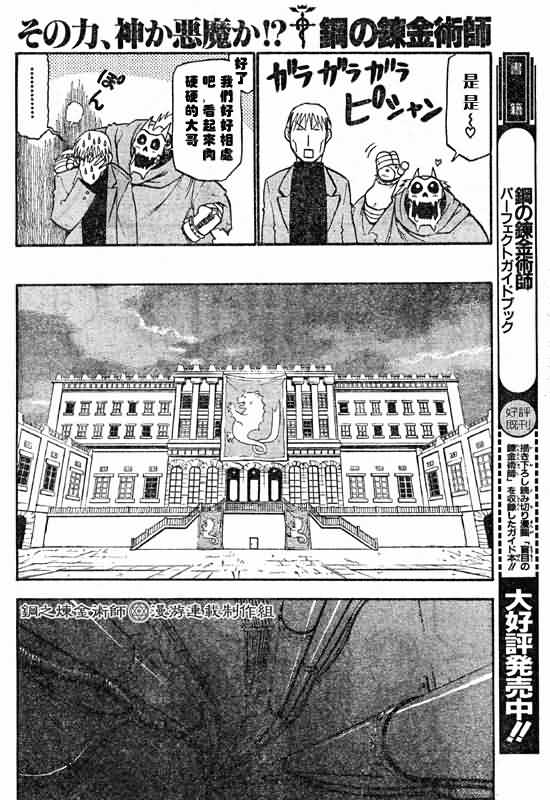 その力、神か悪魔か!?
鋼の錬金術師
是是～♡
ガラガラガラ
ピシャン
好了
我們好好相處
吧，看起來肉
硬硬的大哥
ぽん
…………
書籍
鋼の錬金術師
パーフェクトガイドブック
好評
既刊
描き下ろし読み切り漫画「盲目の
錬金術師」を収録したガイド本!!
大好評発売中!!
鋼之煉金術師
漫游連載制作組